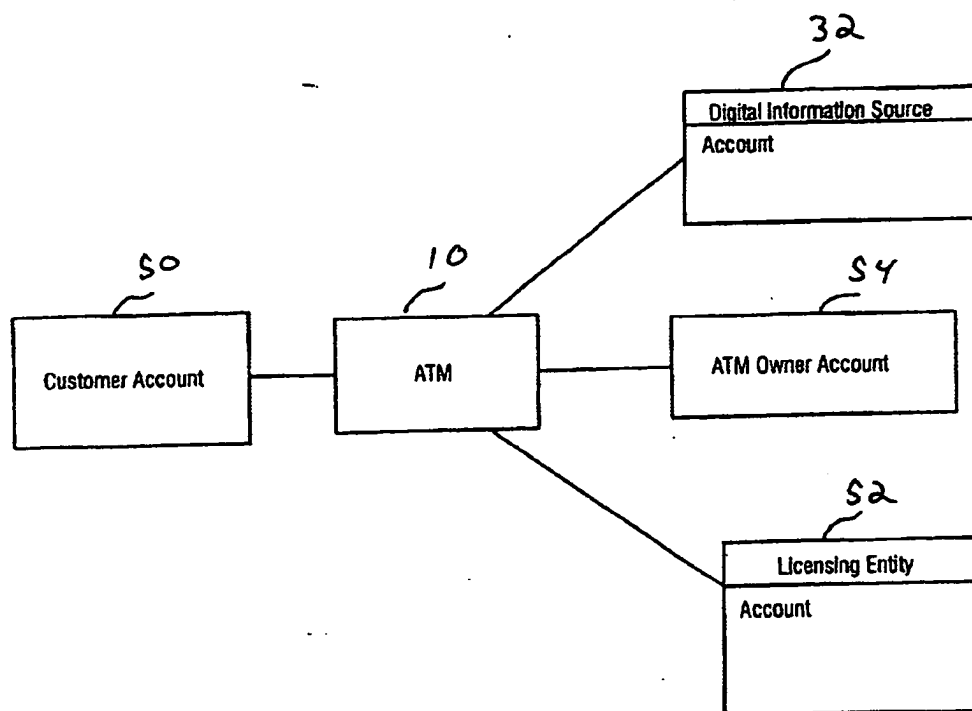 32
Digital Information Source
Account
50
10
54
Customer Account
ATM
ATM Owner Account
52
Licensing Entity
Account